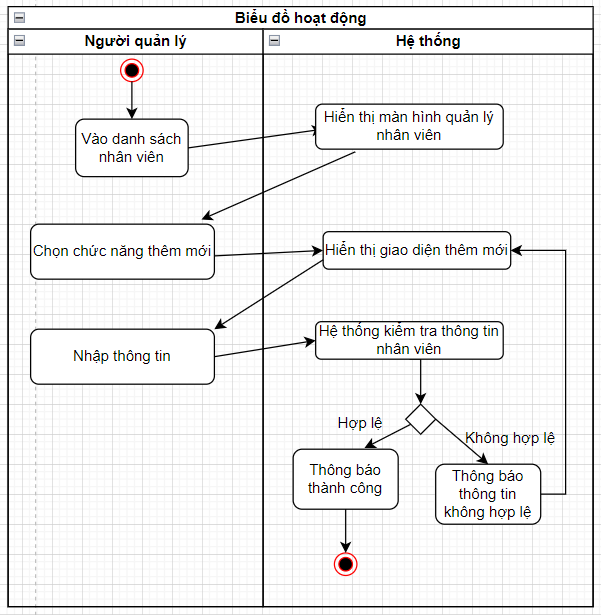 Biểu đồ hoạt động
Người quản lý
Hệ thống
Vào danh sách
nhân viên
Hiển thị màn hình quản lý
nhân viên
Chọn chức năng thêm mới
Hiển thị giao diện thêm mới
Nhập thông tin
Hệ thống kiểm tra thông tin
nhân viên
Hợp lệ
Không hợp lệ
Thông báo
thành công
Thông báo
thông tin
không hợp lệ